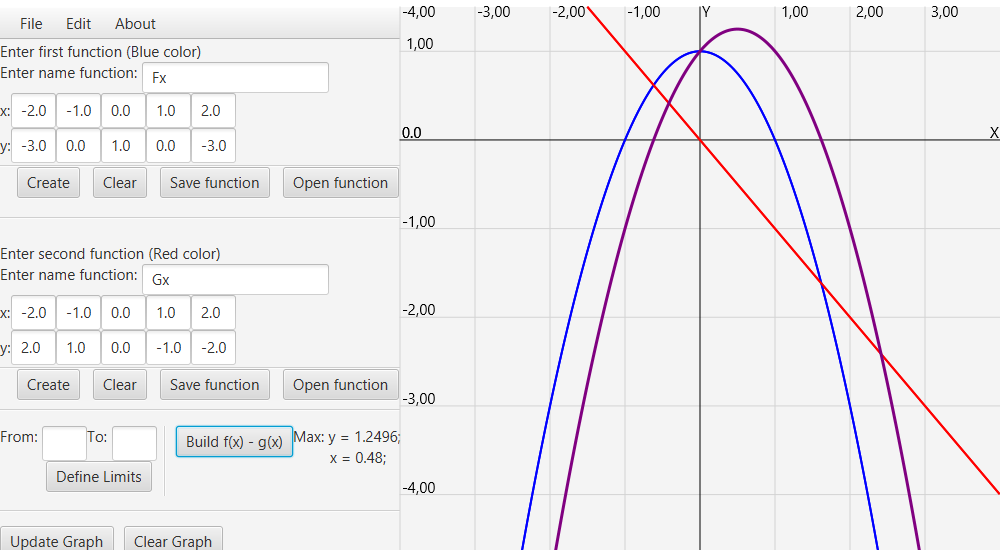 File Edit About
Enter first function (Blue color)
Enter name function: Fx
x: -2.0 -1.0 0.0 1.0 2.0
y: -3.0 0.0 1.0 0.0 -3.0
Create Clear Save function Open function
Enter second function (Red color)
Enter name function: Gx
x: -2.0 -1.0 0.0 1.0 2.0
y: 2.0 1.0 0.0 -1.0 -2.0
Create Clear Save function Open function
From: To: Build f(x) - g(x) Max: y = 1.2496;
x = 0.48;
Define Limits
Update Graph Clear Graph
-4,00 -3,00 -2,00 -1,00 Y 1,00 2,00 3,00
1,00
0.0 X
-1,00
-2,00
-3,00
-4,00